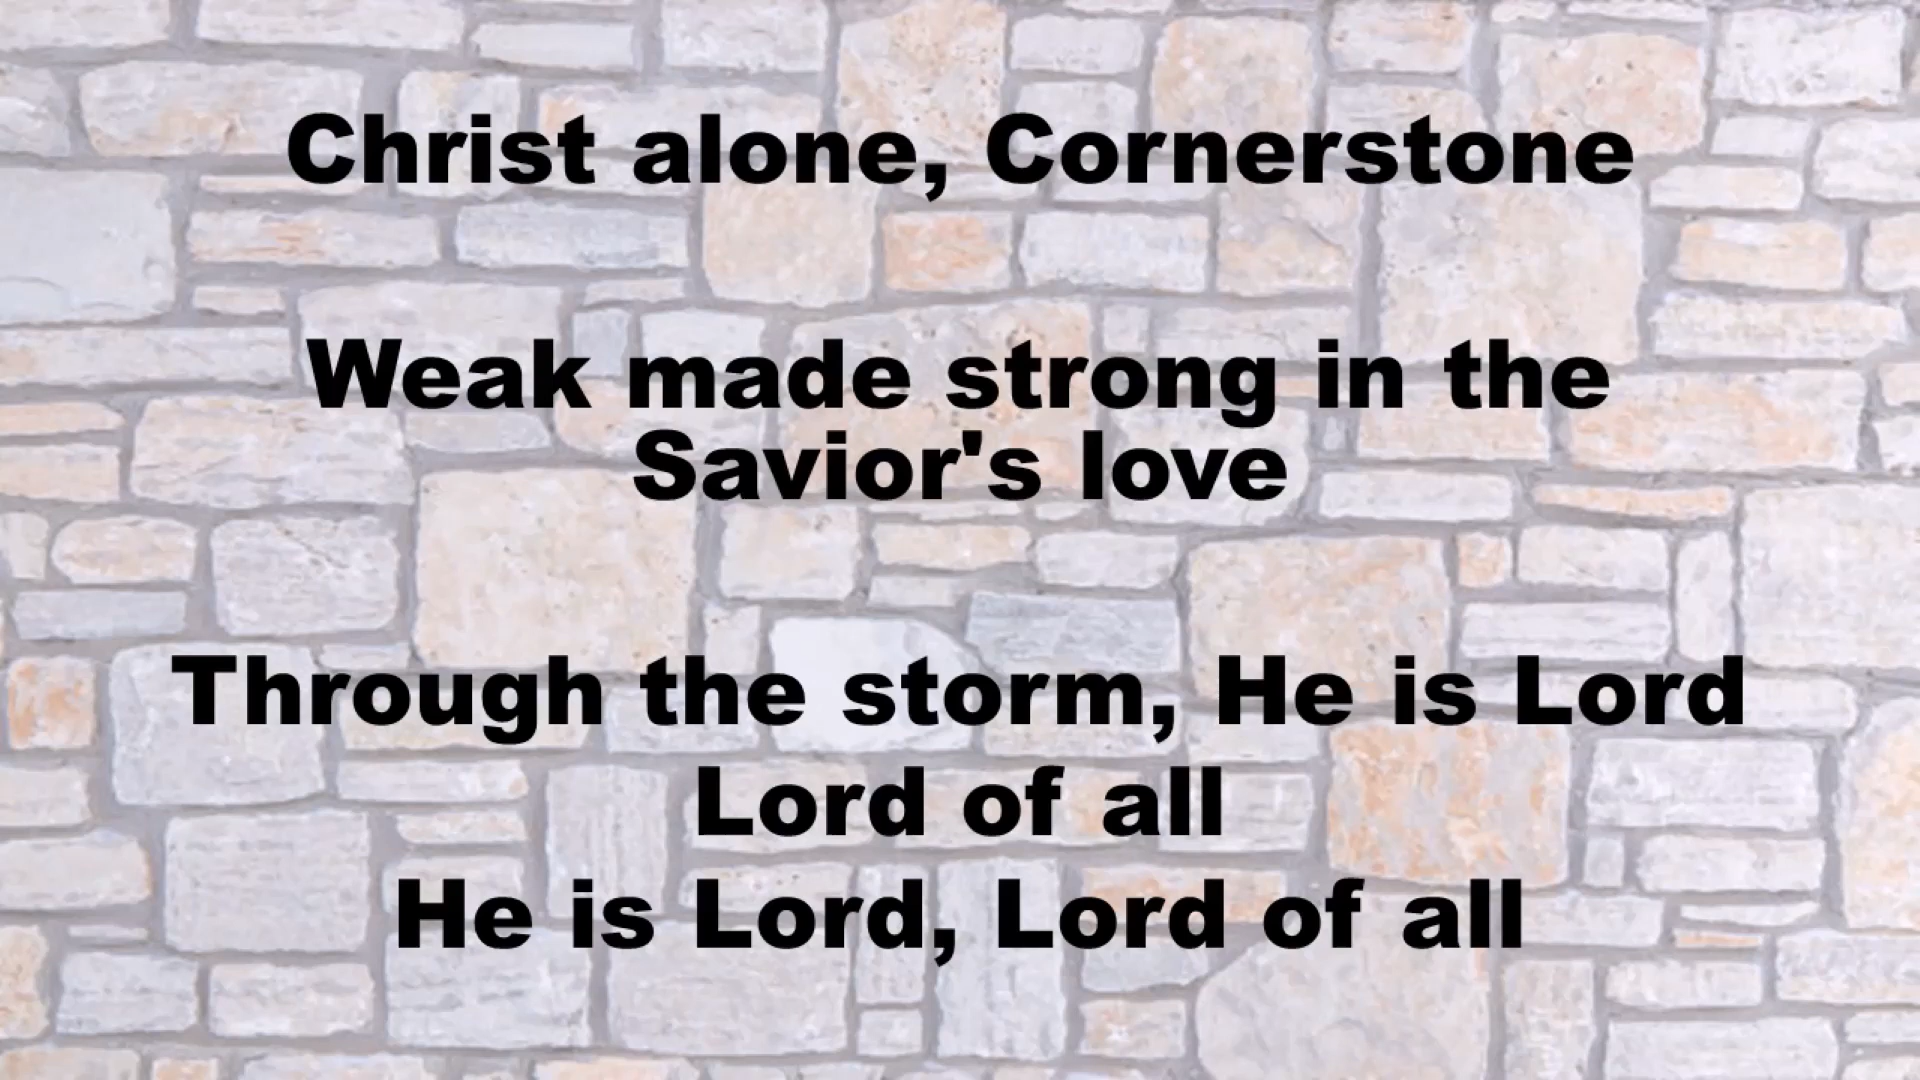 Christ alone, Cornerstone
Weak made strong in the
Savior's love
Through the storm, He is Lord
Lord of all
He is Lord, Lord of all